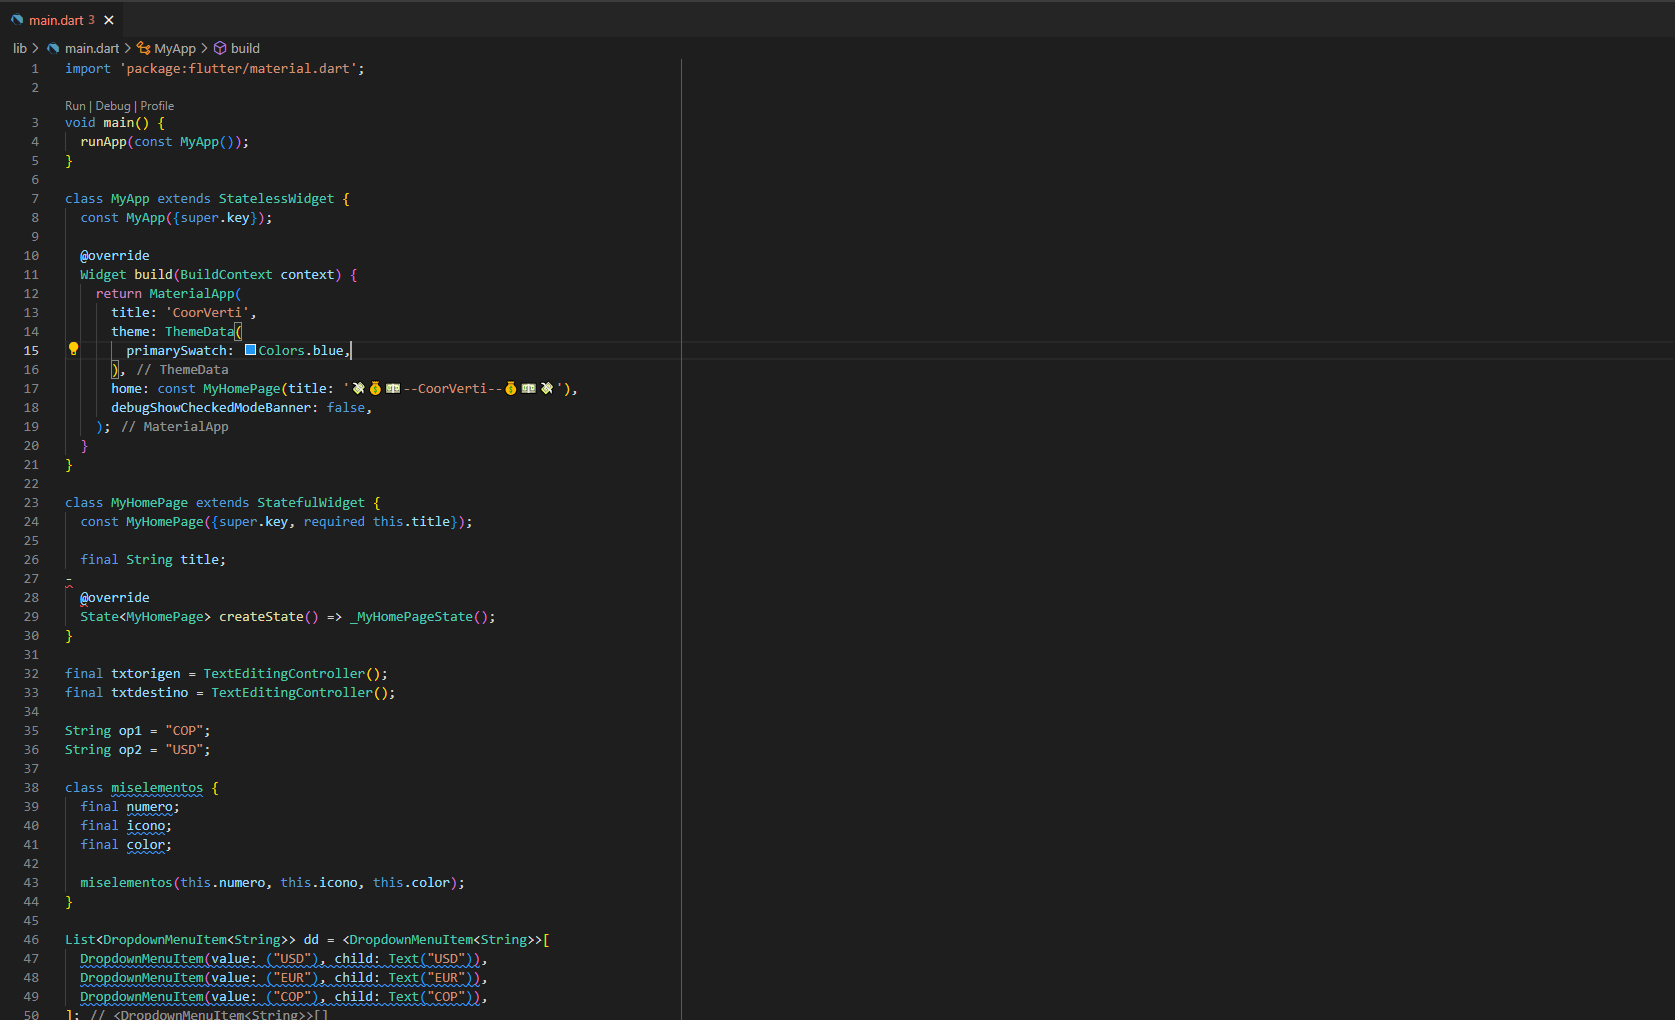 main.dart 3 ×
lib > main.dart > MyApp > build
1 import 'package:flutter/material.dart';
2
Run | Debug | Profile
3 void main() {
4 runApp(const MyApp());
5 }
6
7 class MyApp extends StatelessWidget {
8 const MyApp({super.key});
9
10 @override
11 Widget build(BuildContext context) {
12 return MaterialApp(
13 title: 'CoorVerti',
14 theme: ThemeData(
15 primarySwatch: Colors.blue,
16 ), // ThemeData
17 home: const MyHomePage(title: '💸💰💵--CoorVerti--💰💵💸'),
18 debugShowCheckedModeBanner: false,
19 ); // MaterialApp
20 }
21 }
22
23 class MyHomePage extends StatefulWidget {
24 const MyHomePage({super.key, required this.title});
25
26 final String title;
27 -
28 @override
29 State<MyHomePage> createState() => _MyHomePageState();
30 }
31
32 final txtorigen = TextEditingController();
33 final txtdestino = TextEditingController();
34
35 String op1 = "COP";
36 String op2 = "USD";
37
38 class miselementos {
39 final numero;
40 final icono;
41 final color;
42
43 miselementos(this.numero, this.icono, this.color);
44 }
45
46 List<DropdownMenuItem<String>> dd = <DropdownMenuItem<String>>[
47 DropdownMenuItem(value: ("USD"), child: Text("USD")),
48 DropdownMenuItem(value: ("EUR"), child: Text("EUR")),
49 DropdownMenuItem(value: ("COP"), child: Text("COP")),
50 ]; // <DropdownMenuItem<String>>[]